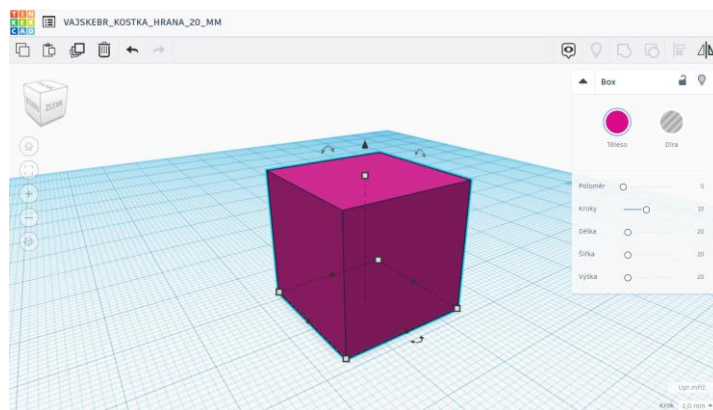 TIN
KER
CAD
VAJSKEBR_KOSTKA_HRANA_20_MM
ZLEVA
Box
Těleso
Díra
Poloměr 0
Kroky 10
Délka 20
Šířka 20
Výška 20
Upr.mříž.
Krok 1,0 mm